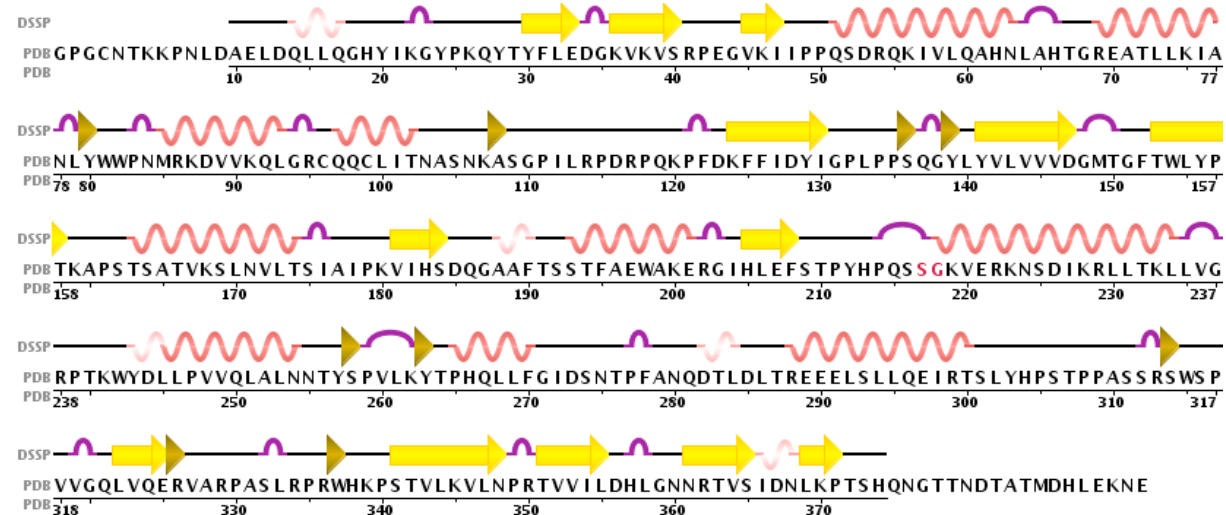 DSSP
PDB GPGCNTKKPNLDAELDQLLQGHYIKGYPKQYTYFLEDGKVKVSRPEGVKIIPPQSDRQKIVLQAHNLAHTGREATLLKIA
PDB 10 20 30 40 50 60 70 77
DSSP
PDB NLYWWPNMRKDVVKQLGRCQQCLITNASNKASGPILRPDRPQKPFDKFFIDYIGPLPPSQGYLYVLVVVDGMTGFTWLYP
PDB 78 80 90 100 110 120 130 140 150 157
DSSP
PDB TKAPSTSATVKSLNVLTSIAIPKVIHSDQGAAFTSSTFAEWAKERGIHLEFSTPYHPQSSGKVERKNSDIKRLLTKLLVG
PDB 158 170 180 190 200 210 220 230 237
DSSP
PDB RPTKWYDLLPVVQLALNNTYSPVLKYTPHQLLFGIDSNTPFANQDTLDLTREEELSLLQEIRTSLYHPSTPPASSRSWSP
PDB 238 250 260 270 280 290 300 310 317
DSSP
PDB VVGQLVQERVARPASLRPRWHKPSTVLKVLNPRTVVILDHLGNNRTVSIDNLKPTSHQNGTTNDTATMDHLEKNE
PDB 318 330 340 350 360 370